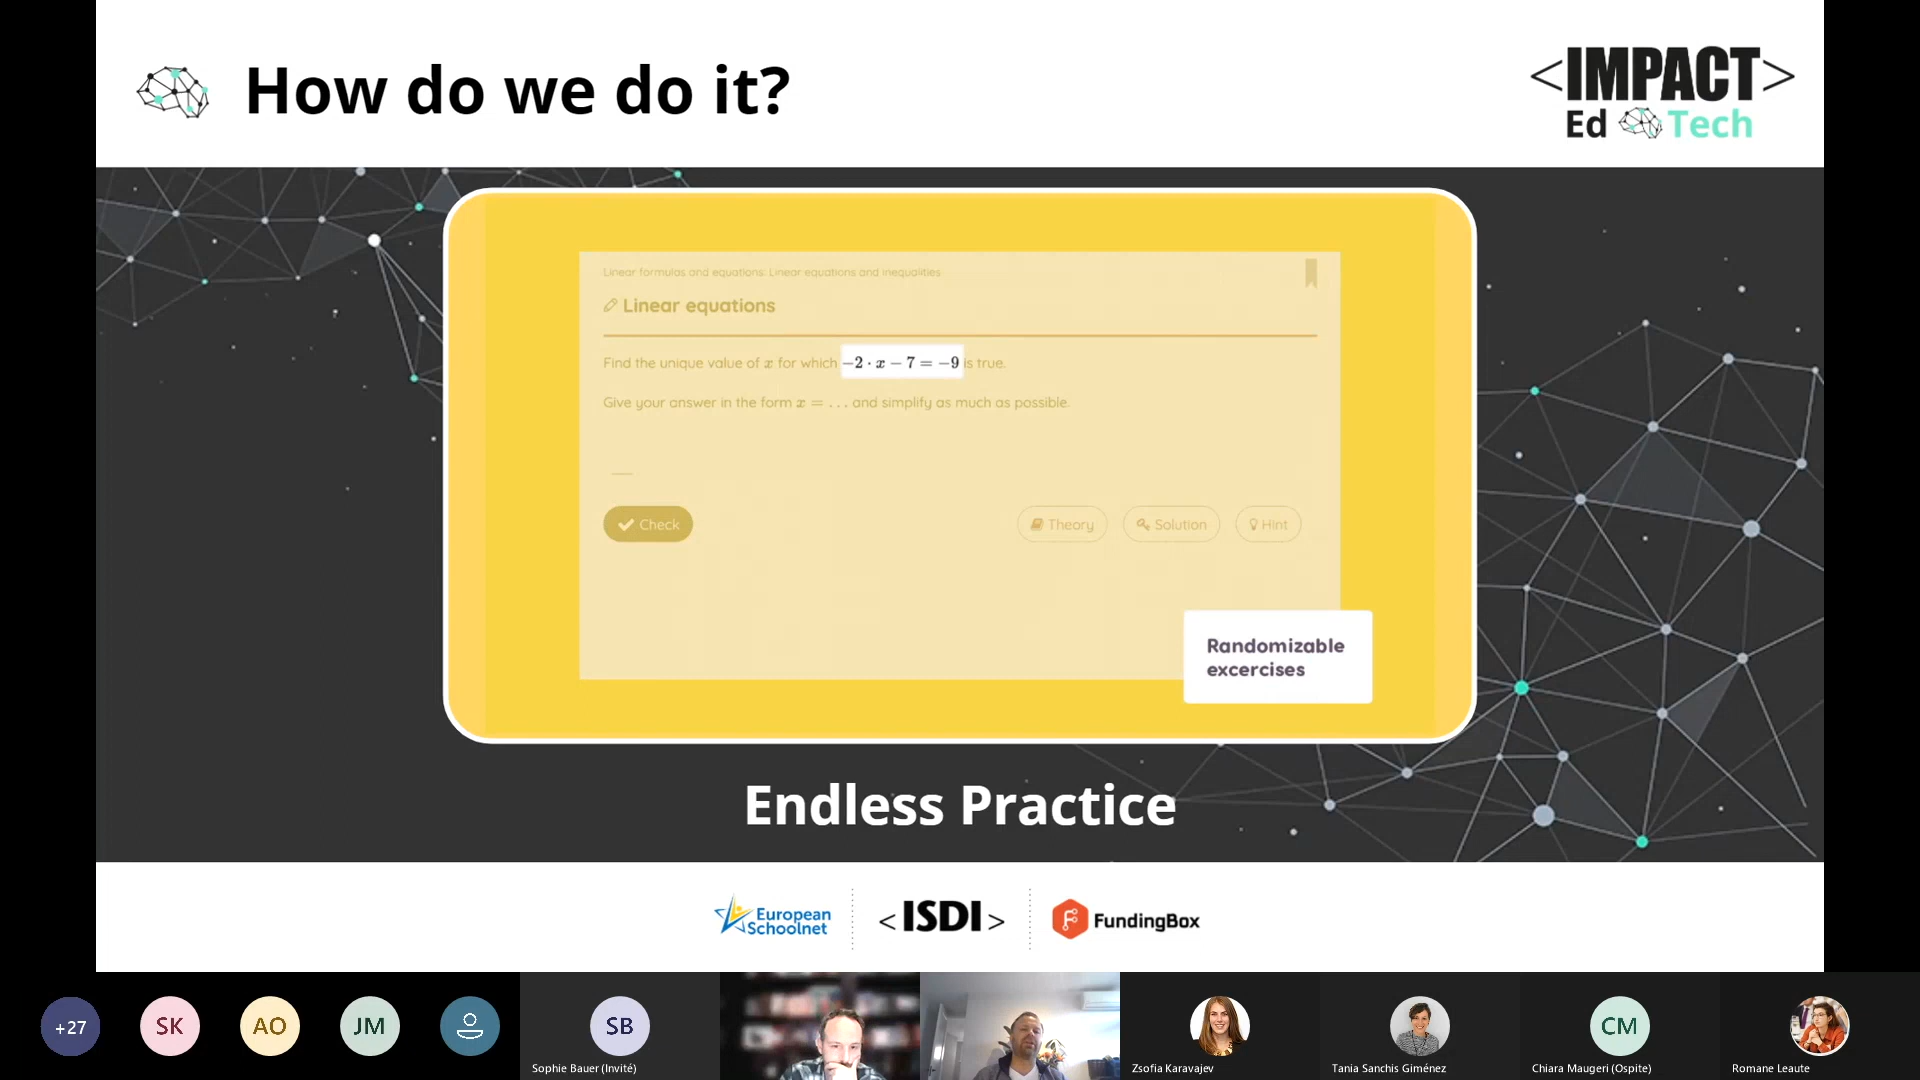 How do we do it?
<IMPACT>
Ed Tech
Linear formulas and equations: Linear equations and inequalities
Linear equations
Find the unique value of x for which −2 · x − 7 = −9 is true.
Give your answer in the form x = . . . and simplify as much as possible.
Check
Theory
Solution
Hint
Randomizable
excercises
Endless Practice
European
Schoolnet
<ISDI>
FundingBox
+27
SK
AO
JM
SB
CM
Sophie Bauer (Invité)
Zsofia Karavajev
Tania Sanchis Giménez
Chiara Maugeri (Ospite)
Romane Leaute